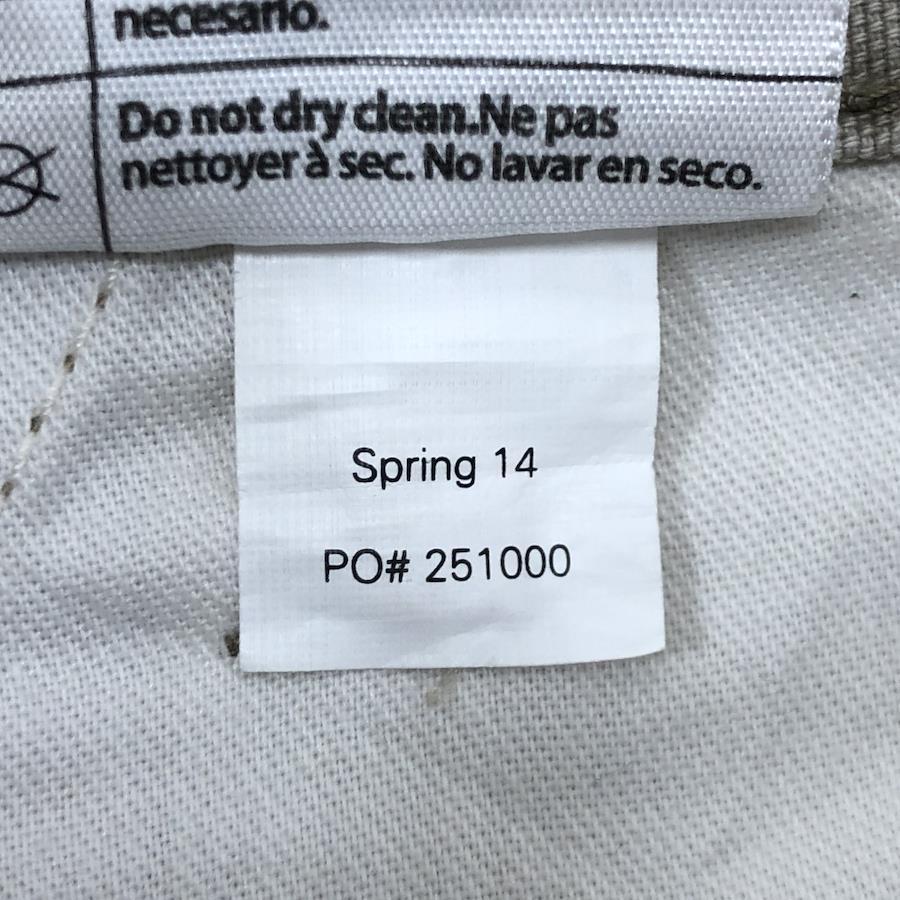 necesario.
Do not dry clean.Ne pas
nettoyer à sec. No lavar en seco.
Spring 14
PO# 251000